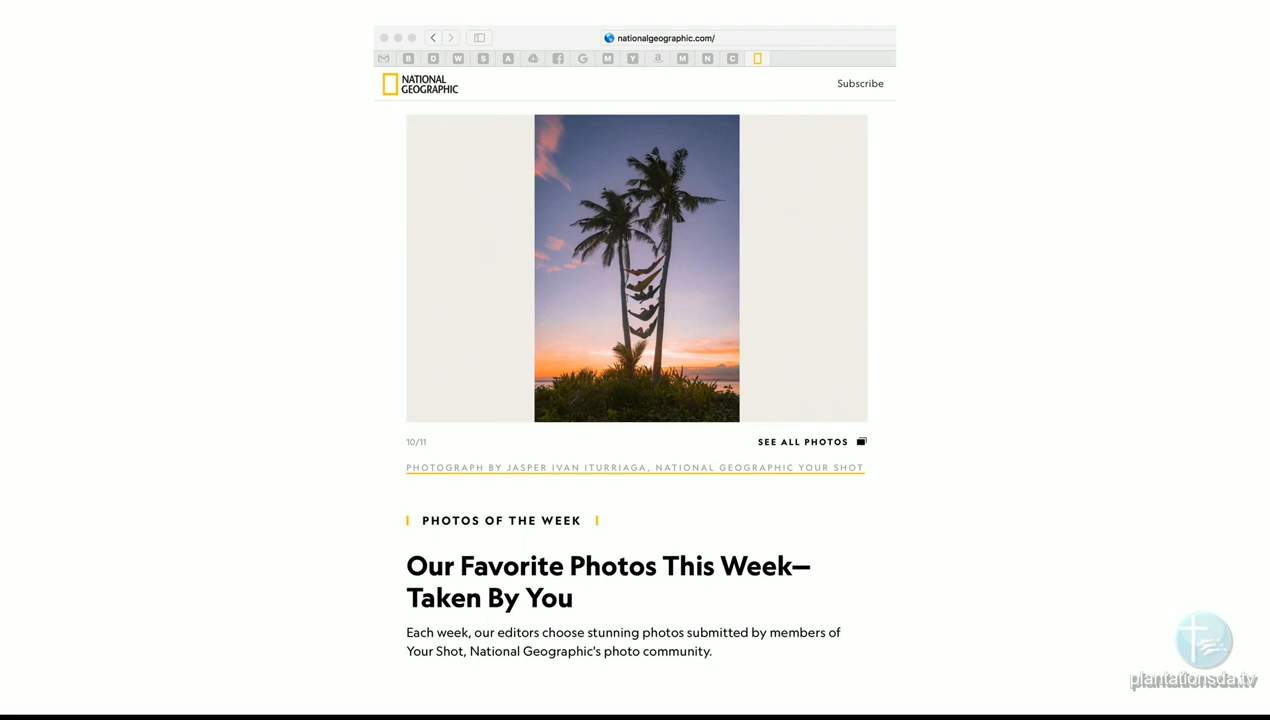 nationalgeographic.com/
B D W S A G M Y a M N C
NATIONAL
GEOGRAPHIC
Subscribe
10/11
SEE ALL PHOTOS
PHOTOGRAPH BY JASPER IVAN ITURRIAGA, NATIONAL GEOGRAPHIC YOUR SHOT
PHOTOS OF THE WEEK
Our Favorite Photos This Week—
Taken By You
Each week, our editors choose stunning photos submitted by members of
Your Shot, National Geographic's photo community.
plantationsda.tv